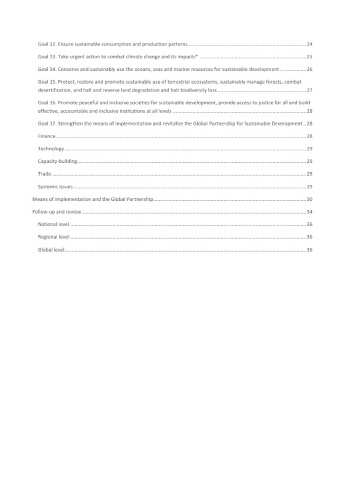 Goal 12. Ensure sustainable consumption and production patterns ..... 24
Goal 13. Take urgent action to combat climate change and its impacts* ..... 25
Goal 14. Conserve and sustainably use the oceans, seas and marine resources for sustainable development ..... 26
Goal 15. Protect, restore and promote sustainable use of terrestrial ecosystems, sustainably manage forests, combat
desertification, and halt and reverse land degradation and halt biodiversity loss ..... 27
Goal 16. Promote peaceful and inclusive societies for sustainable development, provide access to justice for all and build
effective, accountable and inclusive institutions at all levels ..... 28
Goal 17. Strengthen the means of implementation and revitalize the Global Partnership for Sustainable Development .. 28
Finance ..... 28
Technology ..... 29
Capacity-building ..... 29
Trade ..... 29
Systemic issues ..... 29
Means of implementation and the Global Partnership ..... 30
Follow-up and review ..... 34
National level ..... 36
Regional level ..... 36
Global level ..... 36